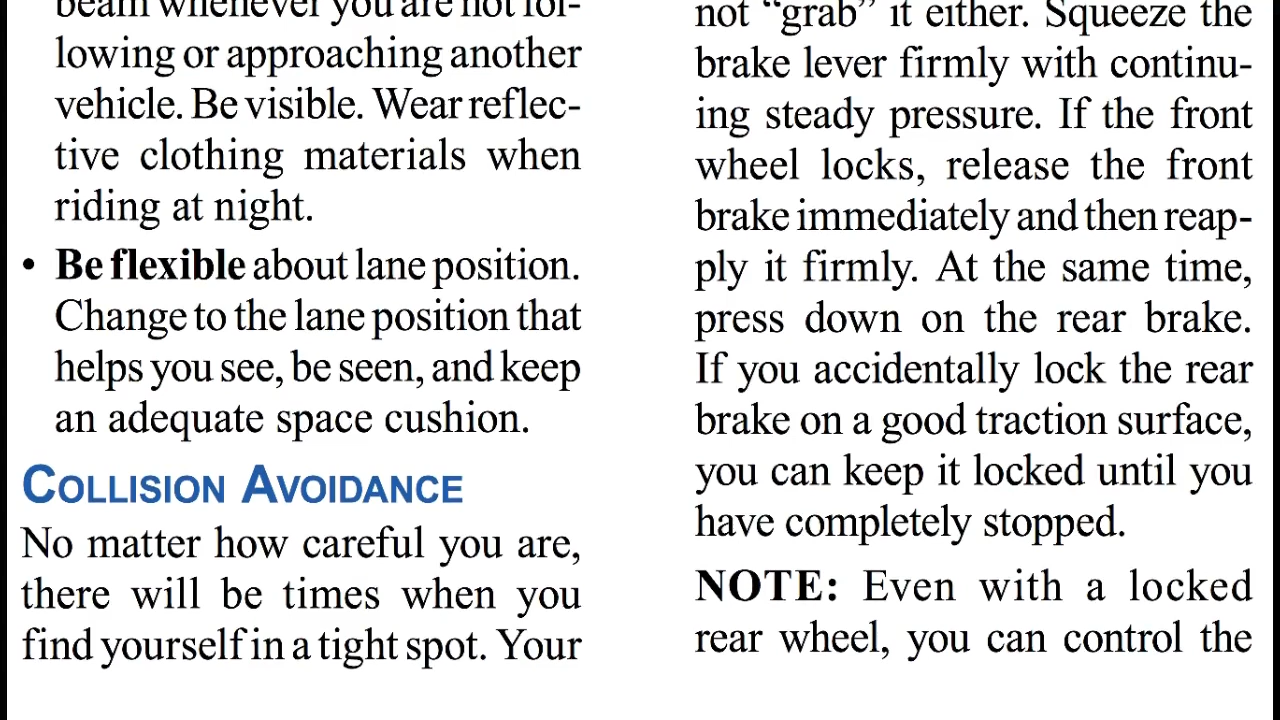 beam whenever you are not fol-
lowing or approaching another
vehicle. Be visible. Wear reflec-
tive clothing materials when
riding at night.
• Be flexible about lane position.
Change to the lane position that
helps you see, be seen, and keep
an adequate space cushion.
COLLISION AVOIDANCE
No matter how careful you are,
there will be times when you
find yourself in a tight spot. Your
not “grab” it either. Squeeze the
brake lever firmly with continu-
ing steady pressure. If the front
wheel locks, release the front
brake immediately and then reap-
ply it firmly. At the same time,
press down on the rear brake.
If you accidentally lock the rear
brake on a good traction surface,
you can keep it locked until you
have completely stopped.
NOTE: Even with a locked
rear wheel, you can control the